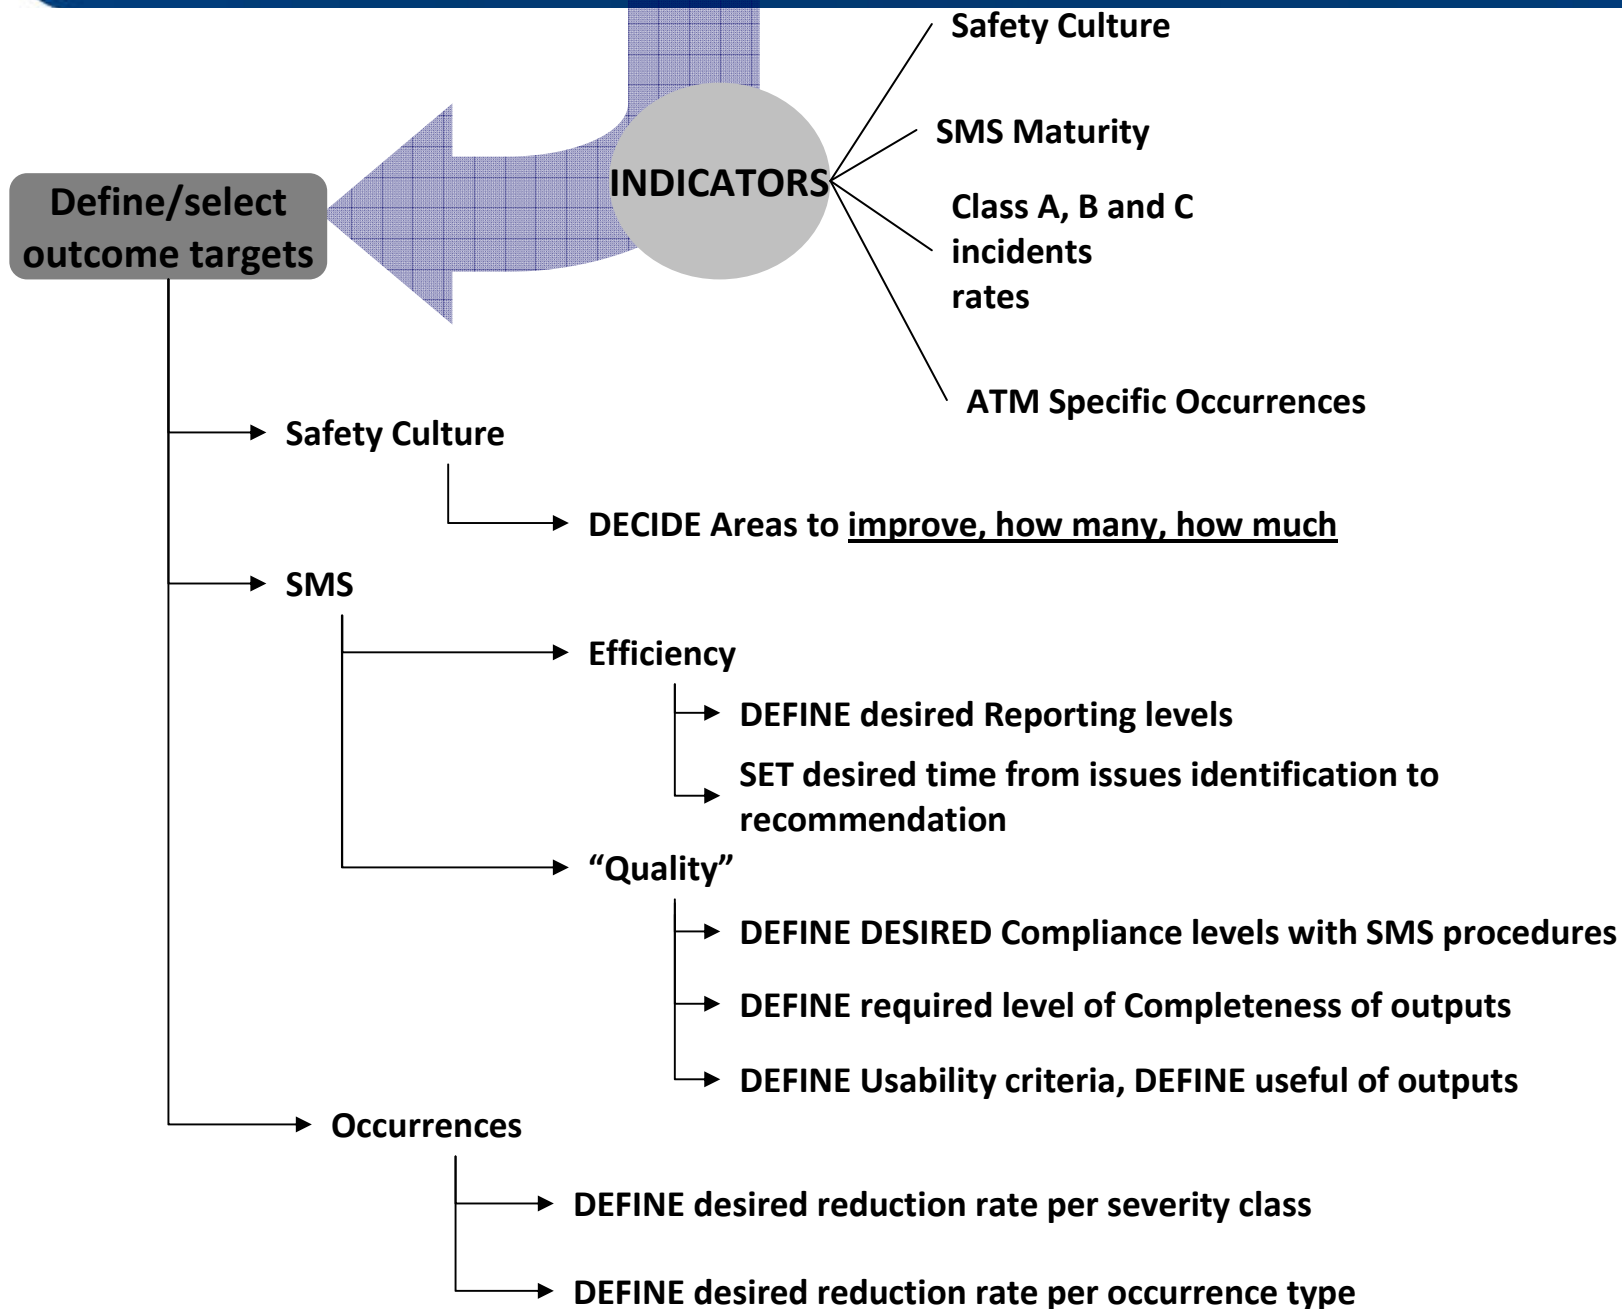 Safety Culture
SMS Maturity
INDICATORS
Class A, B and C
incidents
rates
Define/select
outcome targets
ATM Specific Occurrences
Safety Culture
DECIDE Areas to improve, how many, how much
SMS
Efficiency
DEFINE desired Reporting levels
SET desired time from issues identification to
recommendation
“Quality”
DEFINE DESIRED Compliance levels with SMS procedures
DEFINE required level of Completeness of outputs
DEFINE Usability criteria, DEFINE useful of outputs
Occurrences
DEFINE desired reduction rate per severity class
DEFINE desired reduction rate per occurrence type